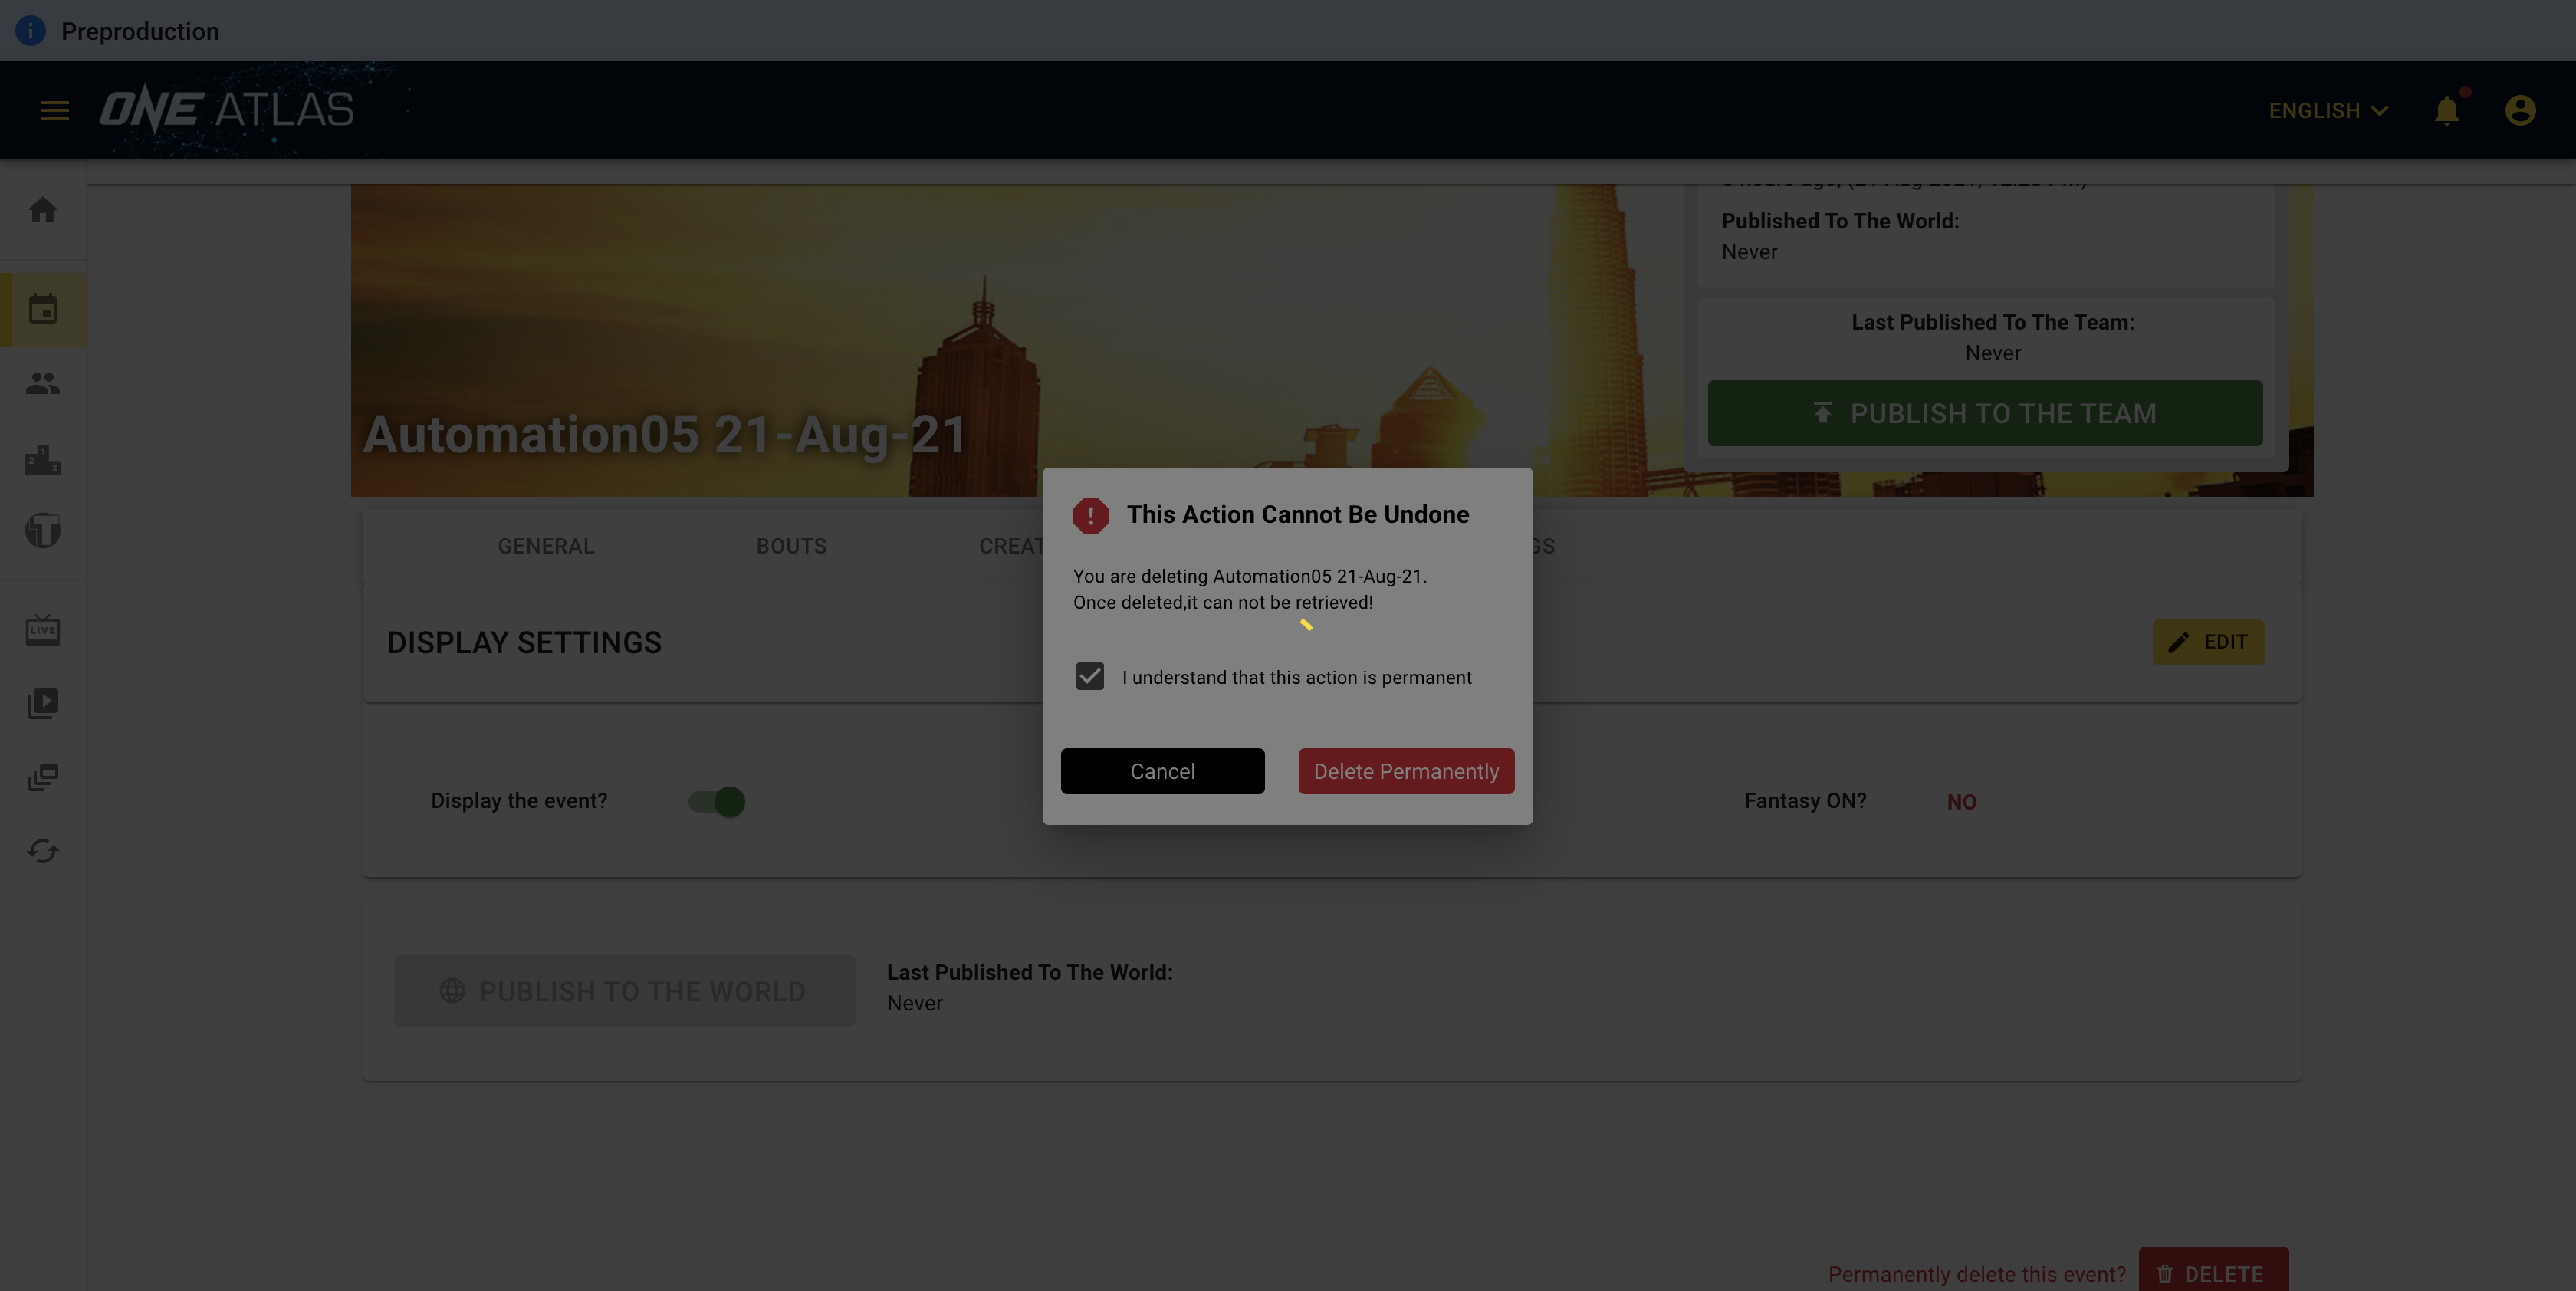 Preproduction
ONE ATLAS
ENGLISH
Published To The World:
Never
Last Published To The Team:
Never
PUBLISH TO THE TEAM
Automation05 21-Aug-21
GENERAL
BOUTS
This Action Cannot Be Undone
You are deleting Automation05 21-Aug-21.
Once deleted,it can not be retrieved!
I understand that this action is permanent
Cancel
Delete Permanently
DISPLAY SETTINGS
EDIT
LIVE
Display the event?
Fantasy ON?
NO
PUBLISH TO THE WORLD
Last Published To The World:
Never
Permanently delete this event?
DELETE